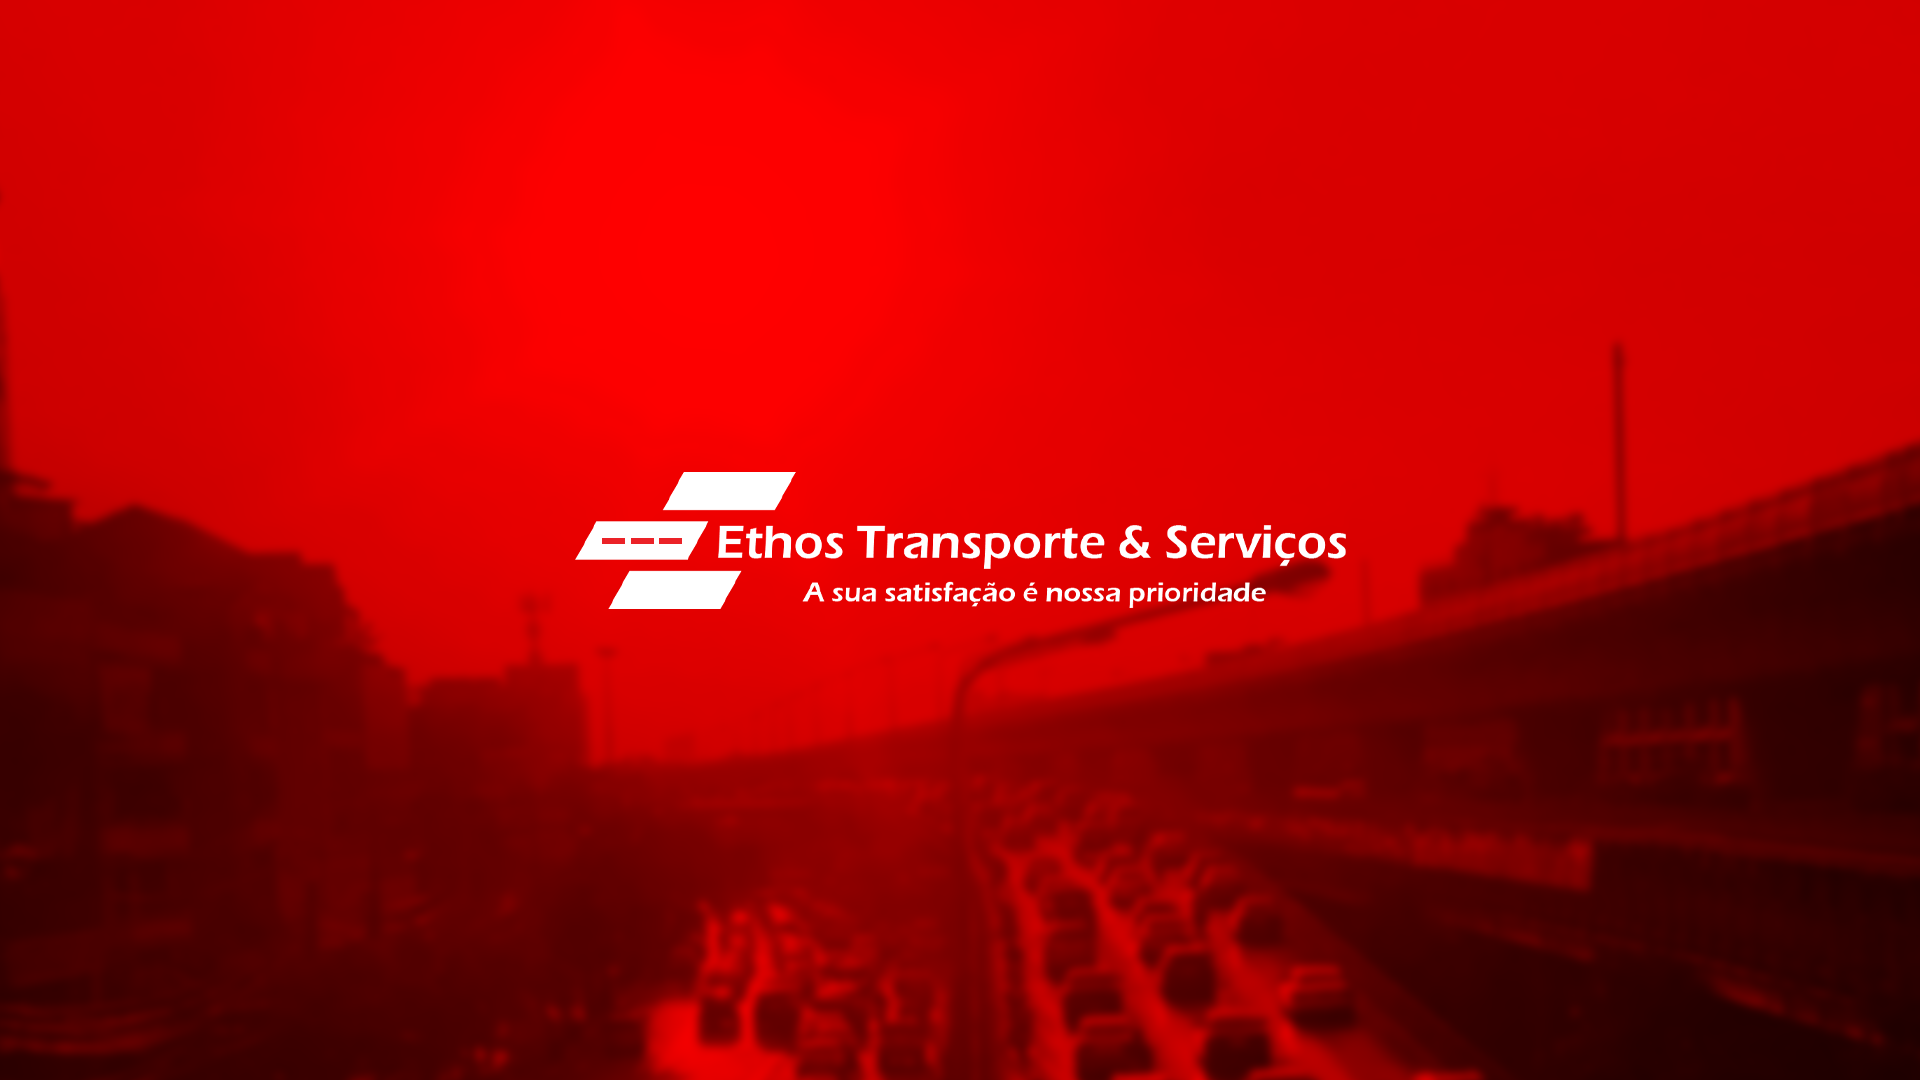 Ethos Transporte & Serviços
A sua satisfação é nossa prioridade